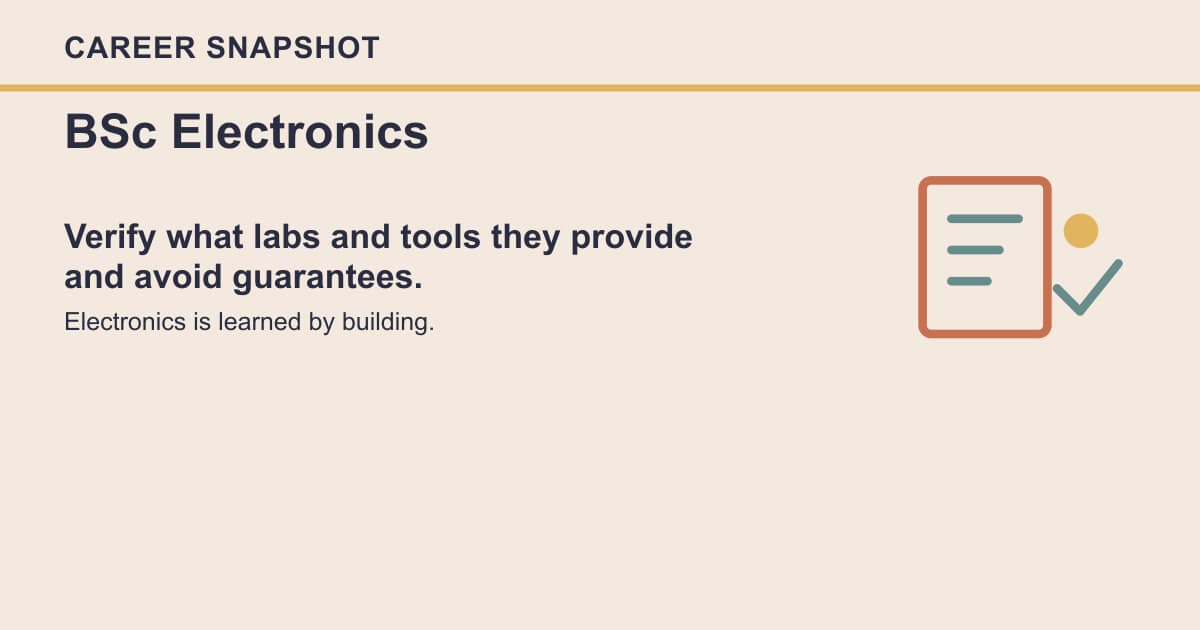 CAREER SNAPSHOT
BSc Electronics
Verify what labs and tools they provide
and avoid guarantees.
Electronics is learned by building.